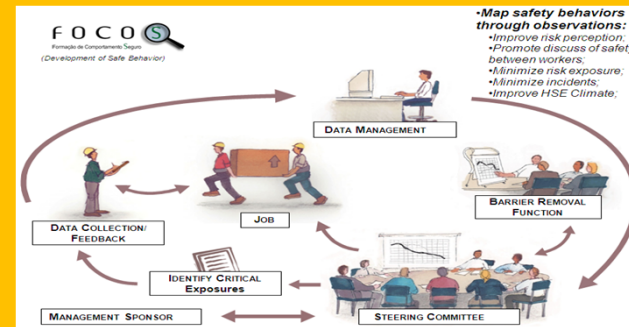 FOCOS
Formação de Comportamento Seguro
(Development of Safe Behavior)
•Map safety behaviors
through observations:
•Improve risk perception;
•Promote discuss of safety
between workers;
•Minimize risk exposure;
•Minimize incidents;
•Improve HSE Climate;
DATA MANAGEMENT
JOB
DATA COLLECTION/
FEEDBACK
BARRIER REMOVAL
FUNCTION
IDENTIFY CRITICAL
Exposures
MANAGEMENT SPONSOR
STEERING COMMITTEE